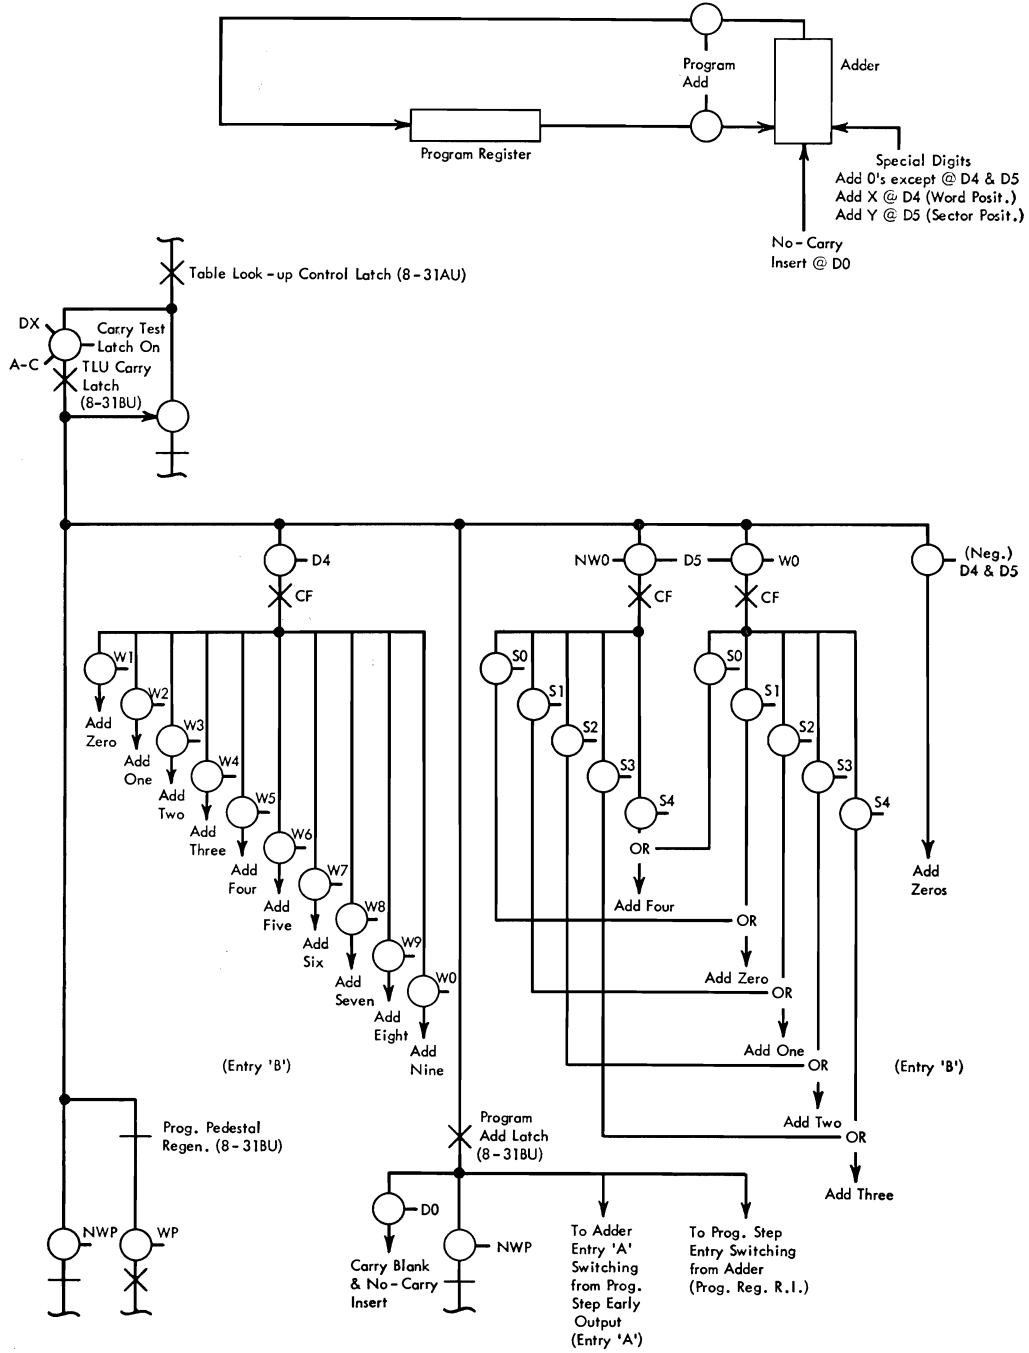 Program
Add
Adder
Program Register
Special Digits
Add 0's except @ D4 & D5
Add X @ D4 (Word Posit.)
Add Y @ D5 (Sector Posit.)
No-Carry
Insert @ D0
Table Look-up Control Latch (8-31AU)
DX
Carry Test
Latch On
A-C
TLU Carry
Latch
(8-31BU)
D4
NW0
D5
W0
(Neg.)
D4 & D5
CF
CF
CF
W1
W2
W3
W4
W5
W6
W7
W8
W9
W0
Add
Zero
Add
One
Add
Two
Add
Three
Add
Four
Add
Five
Add
Six
Add
Seven
Add
Eight
Add
Nine
S0
S1
S2
S3
S4
S0
S1
S2
S3
S4
OR
Add Four
OR
Add Zero
OR
Add One
OR
Add Two
OR
Add Three
Add
Zeros
(Entry 'B')
(Entry 'B')
Prog. Pedestal
Regen. (8-31BU)
Program
Add Latch
(8-31BU)
NWP
WP
D0
Carry Blank
& No-Carry
Insert
NWP
To Adder
Entry 'A'
Switching
from Prog.
Step Early
Output
(Entry 'A')
To Prog. Step
Entry Switching
from Adder
(Prog. Reg. R.I.)